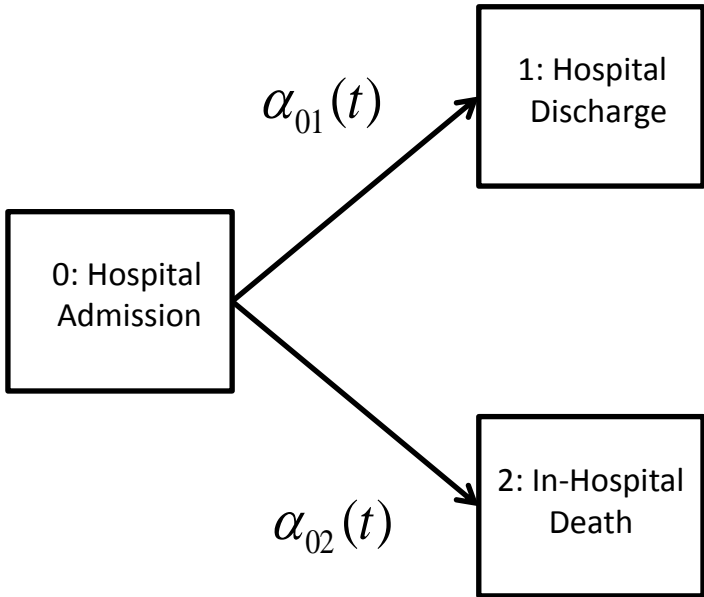 1: Hospital
Discharge
α₀₁(t)
0: Hospital
Admission
2: In-Hospital
Death
α₀₂(t)